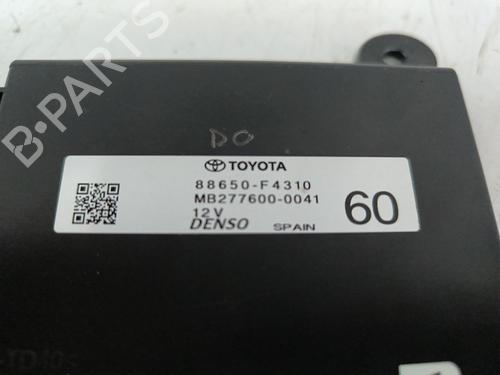 B-PARTS
DO
TOYOTA
88650-F4310
MB277600-0041
12V
60
DENSO SPAIN